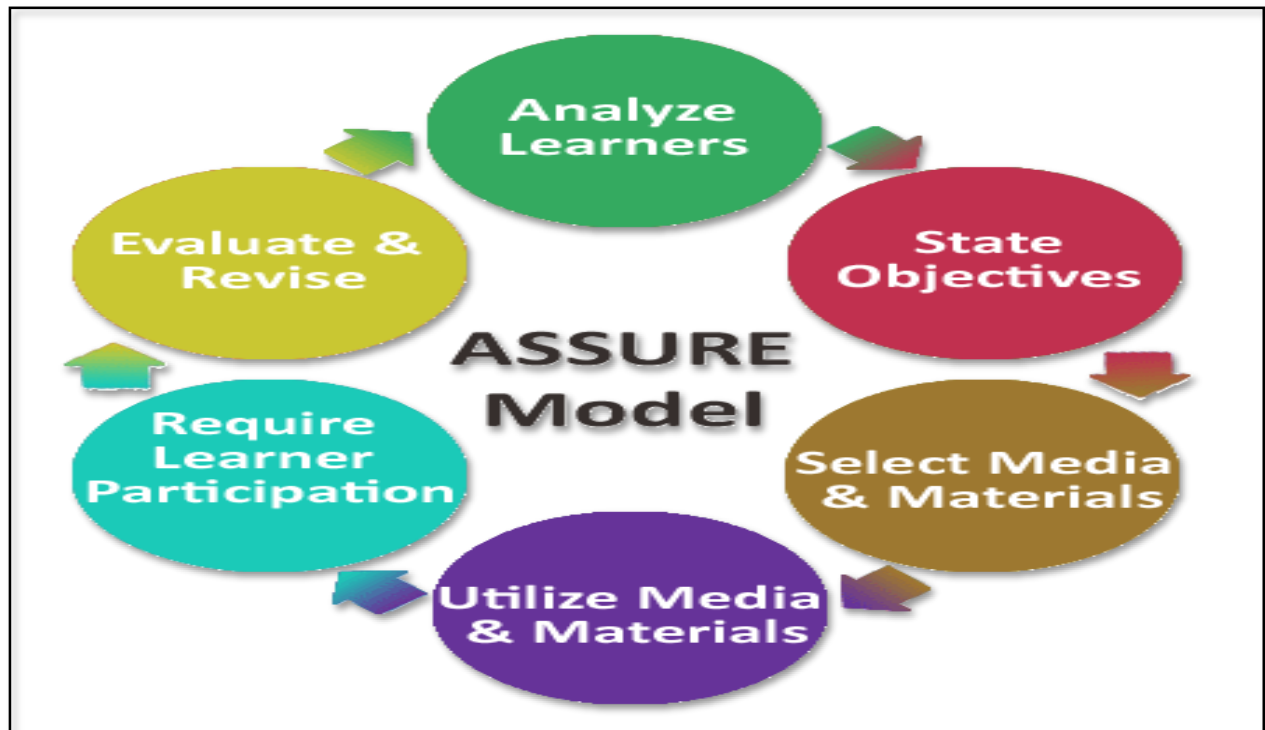 Analyze
Learners
State
Objectives
Select Media
& Materials
Utilize Media
& Materials
Require
Learner
Participation
Evaluate &
Revise
ASSURE
Model